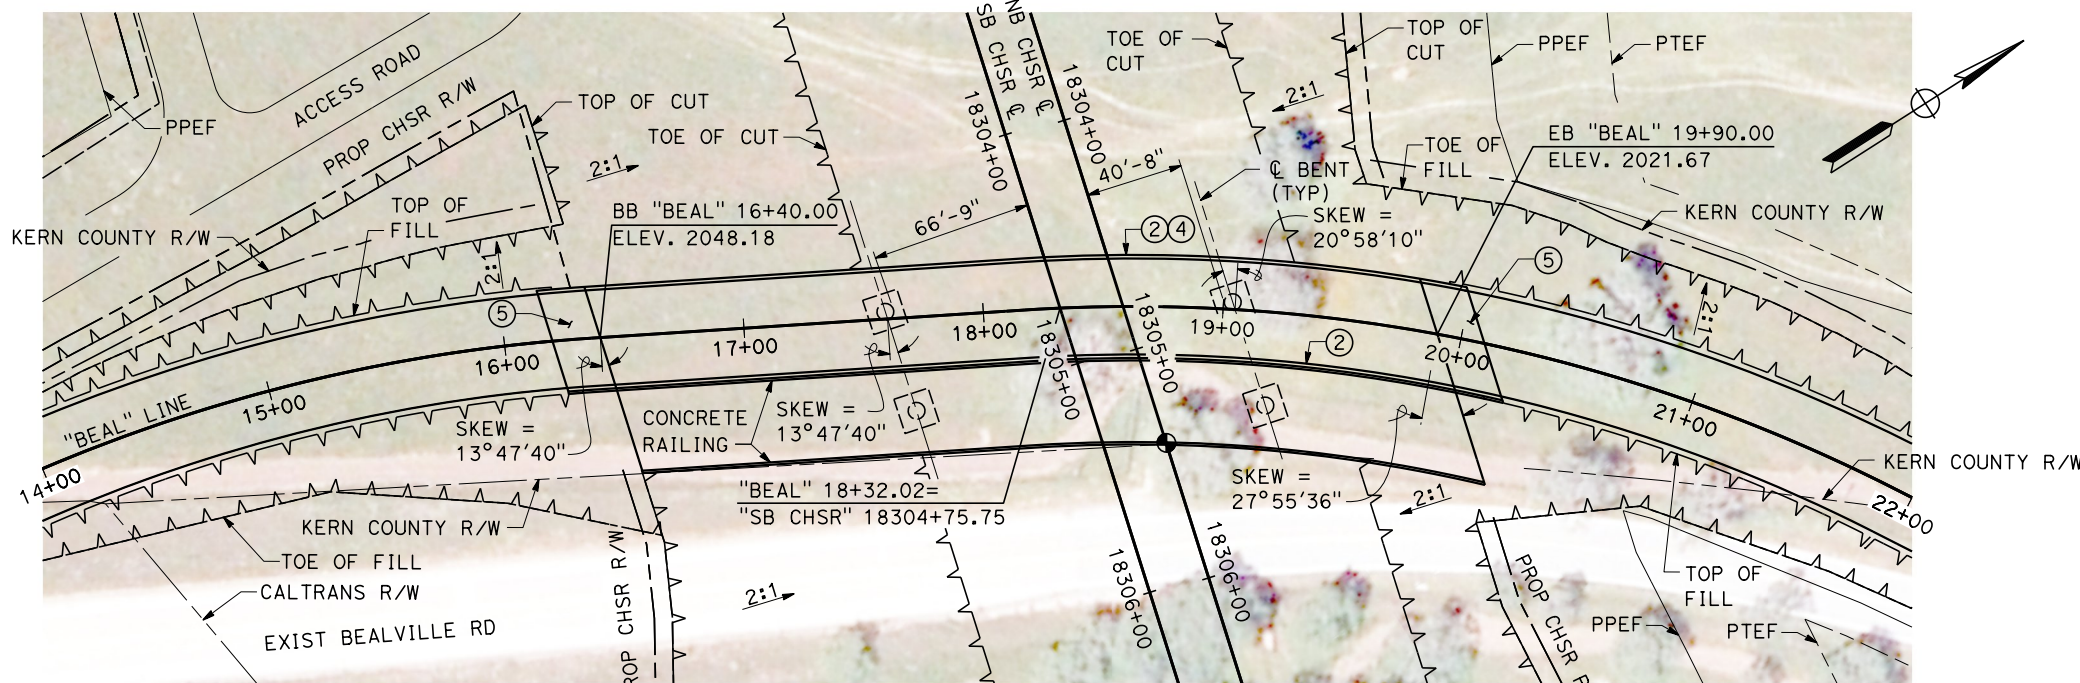 SB CHSR ℄
NB CHSR ℄
18304+00
18304+00
TOE OF
CUT
TOP OF
CUT
PPEF
PTEF
ACCESS ROAD
PPEF
PROP CHSR R/W
TOP OF CUT
TOE OF CUT
2:1
2:1
EB "BEAL" 19+90.00
ELEV. 2021.67
TOE OF
FILL
40'-8"
℄ BENT
(TYP)
SKEW =
20°58'10"
KERN COUNTY R/W
TOP OF
FILL
KERN COUNTY R/W
BB "BEAL" 16+40.00
ELEV. 2048.18
66'-9"
2 4
2:1
5
5
2:1
"BEAL" LINE
14+00
15+00
16+00
17+00
18+00
19+00
20+00
21+00
22+00
18305+00
18305+00
2
SKEW =
13°47'40"
CONCRETE
RAILING
SKEW =
13°47'40"
SKEW =
27°55'36"
2:1
KERN COUNTY R/W
"BEAL" 18+32.02=
"SB CHSR" 18304+75.75
KERN COUNTY R/W
TOE OF FILL
CALTRANS R/W
EXIST BEALVILLE RD
PROP CHSR R/W
2:1
18306+00
18306+00
PROP CHSR R
TOP OF
FILL
PPEF
PTEF